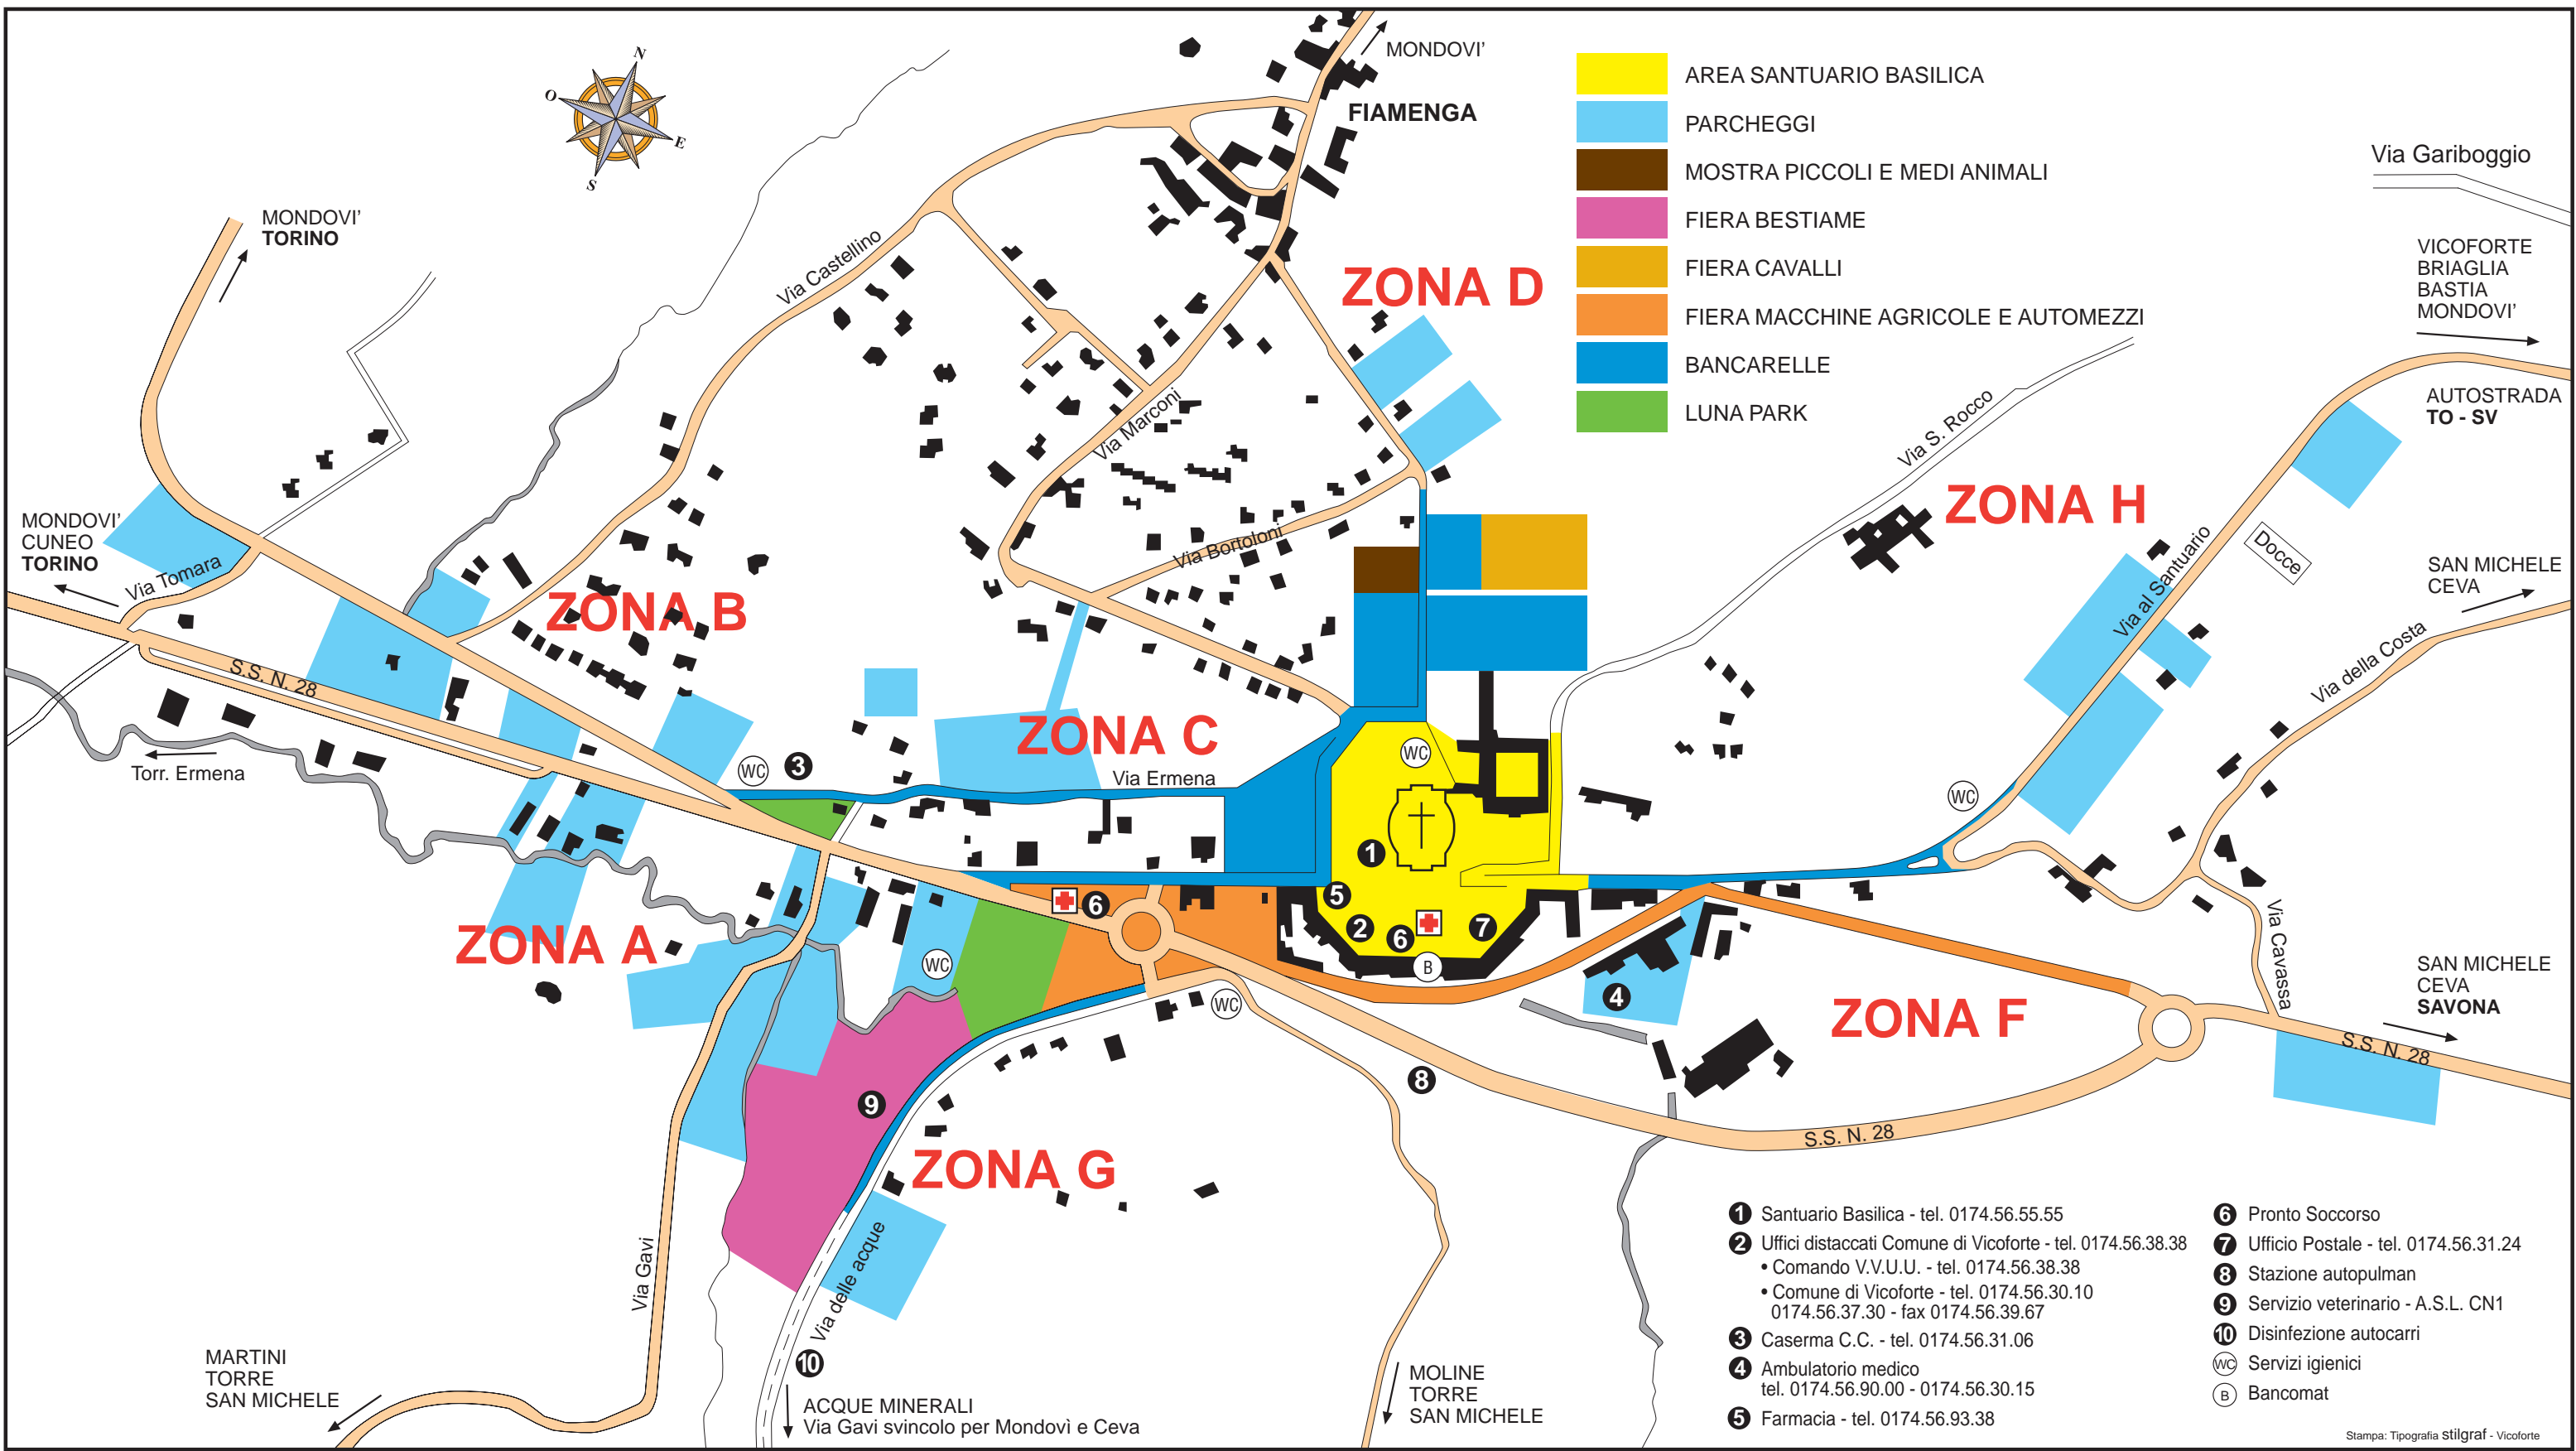 N
O
E
S
MONDOVI'
FIAMENGA
MONDOVI'
TORINO
MONDOVI'
CUNEO
TORINO
Via Tomara
Via Castellino
Via Marconi
Via Bortoloni
ZONA D
ZONA B
ZONA C
ZONA A
ZONA G
ZONA H
ZONA F
AREA SANTUARIO BASILICA
PARCHEGGI
MOSTRA PICCOLI E MEDI ANIMALI
FIERA BESTIAME
FIERA CAVALLI
FIERA MACCHINE AGRICOLE E AUTOMEZZI
BANCARELLE
LUNA PARK
Via Gariboggio
VICOFORTE
BRIAGLIA
BASTIA
MONDOVI'
AUTOSTRADA
TO - SV
Via S. Rocco
Via al Santuario
Docce
SAN MICHELE
CEVA
Via della Costa
Via Cavassa
SAN MICHELE
CEVA
SAVONA
S.S. N. 28
S.S. N. 28
S.S. N. 28
Torr. Ermena
Via Ermena
WC
3
WC
WC
WC
WC
1
5
2
6
7
B
6
4
8
9
10
Via Gavi
Via delle acque
MARTINI
TORRE
SAN MICHELE
ACQUE MINERALI
Via Gavi svincolo per Mondovì e Ceva
MOLINE
TORRE
SAN MICHELE
1 Santuario Basilica - tel. 0174.56.55.55
2 Uffici distaccati Comune di Vicoforte - tel. 0174.56.38.38
• Comando V.V.U.U. - tel. 0174.56.38.38
• Comune di Vicoforte - tel. 0174.56.30.10
0174.56.37.30 - fax 0174.56.39.67
3 Caserma C.C. - tel. 0174.56.31.06
4 Ambulatorio medico
tel. 0174.56.90.00 - 0174.56.30.15
5 Farmacia - tel. 0174.56.93.38
6 Pronto Soccorso
7 Ufficio Postale - tel. 0174.56.31.24
8 Stazione autopulman
9 Servizio veterinario - A.S.L. CN1
10 Disinfezione autocarri
WC Servizi igienici
B Bancomat
Stampa: Tipografia stilgraf - Vicoforte